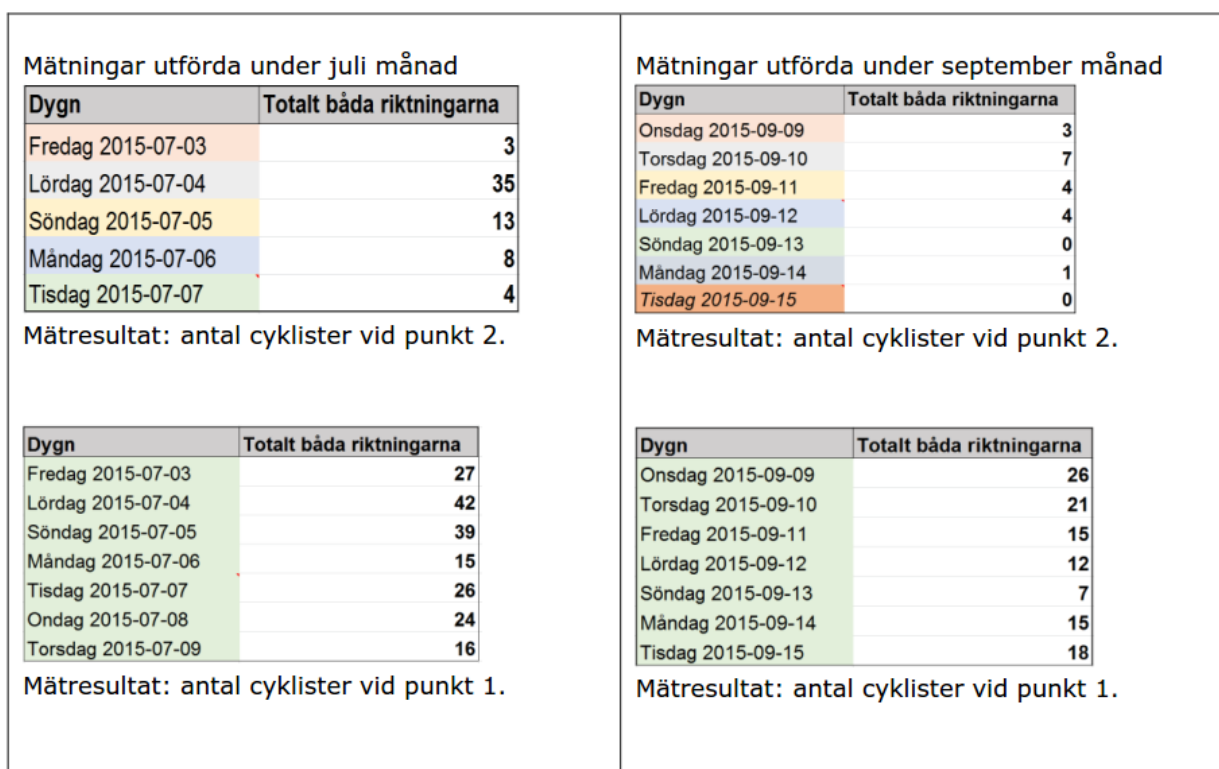 Mätningar utförda under juli månad
Dygn Totalt båda riktningarna
Fredag 2015-07-03 3
Lördag 2015-07-04 35
Söndag 2015-07-05 13
Måndag 2015-07-06 8
Tisdag 2015-07-07 4
Mätresultat: antal cyklister vid punkt 2.
Dygn Totalt båda riktningarna
Fredag 2015-07-03 27
Lördag 2015-07-04 42
Söndag 2015-07-05 39
Måndag 2015-07-06 15
Tisdag 2015-07-07 26
Ondag 2015-07-08 24
Torsdag 2015-07-09 16
Mätresultat: antal cyklister vid punkt 1.
Mätningar utförda under september månad
Dygn Totalt båda riktningarna
Onsdag 2015-09-09 3
Torsdag 2015-09-10 7
Fredag 2015-09-11 4
Lördag 2015-09-12 4
Söndag 2015-09-13 0
Måndag 2015-09-14 1
Tisdag 2015-09-15 0
Mätresultat: antal cyklister vid punkt 2.
Dygn Totalt båda riktningarna
Onsdag 2015-09-09 26
Torsdag 2015-09-10 21
Fredag 2015-09-11 15
Lördag 2015-09-12 12
Söndag 2015-09-13 7
Måndag 2015-09-14 15
Tisdag 2015-09-15 18
Mätresultat: antal cyklister vid punkt 1.